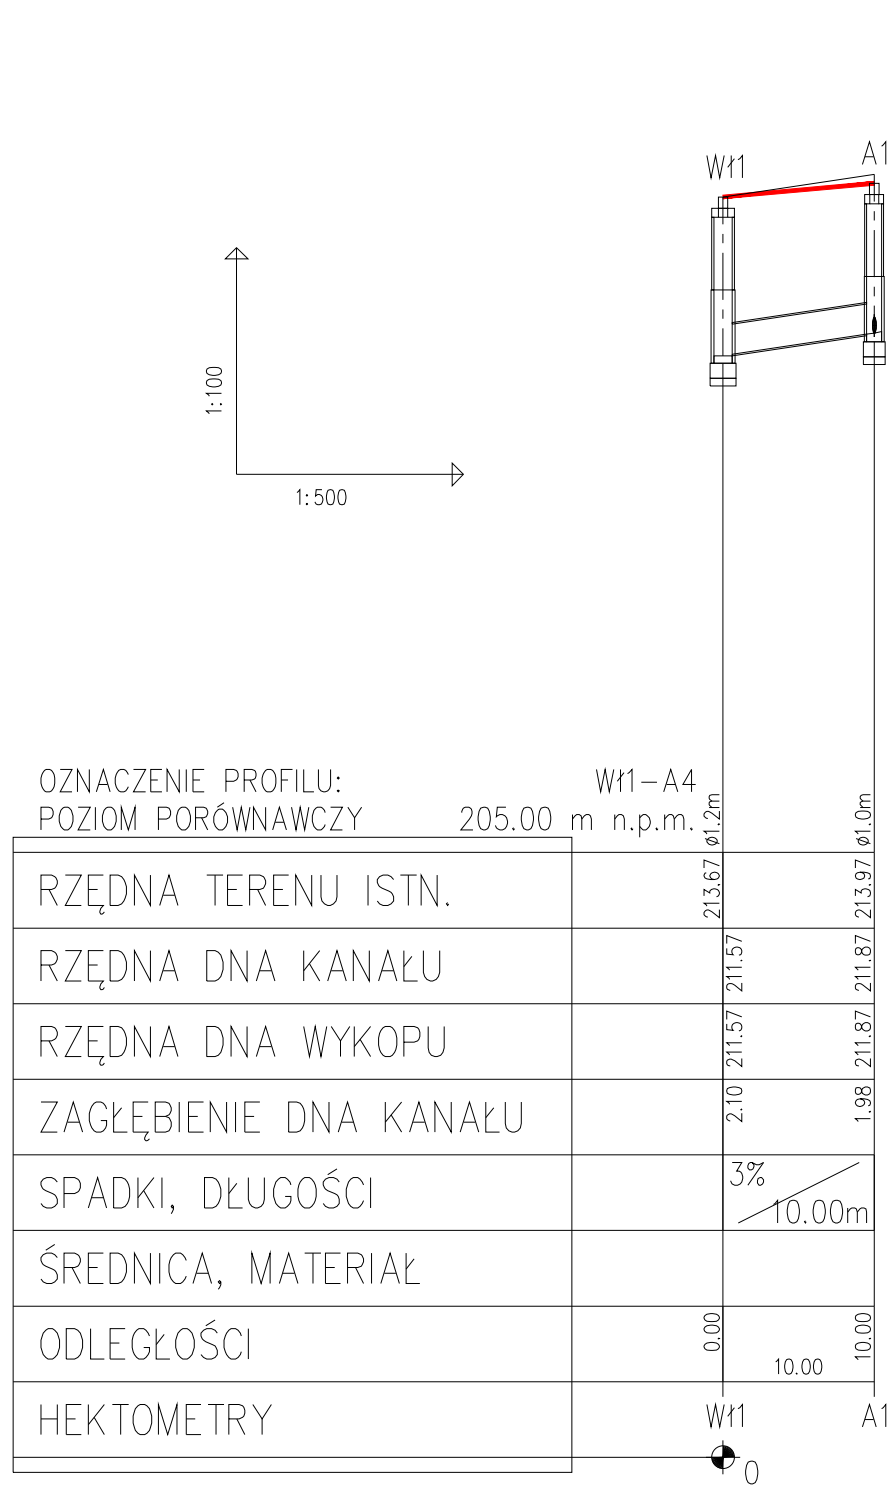 Wł1 A1
1:100
1:500
OZNACZENIE PROFILU: Wł1-A4
POZIOM PORÓWNAWCZY 205.00 m n.p.m. ø1.2m ø1.0m
RZĘDNA TERENU ISTN. 213.67 213.97
RZĘDNA DNA KANAŁU 211.57 211.87
RZĘDNA DNA WYKOPU 211.57 211.87
ZAGŁĘBIENIE DNA KANAŁU 2.10 1.98
SPADKI, DŁUGOŚCI 3% 10.00m
ŚREDNICA, MATERIAŁ
ODLEGŁOŚCI 0.00 10.00 10.00
HEKTOMETRY Wł1 A1
0